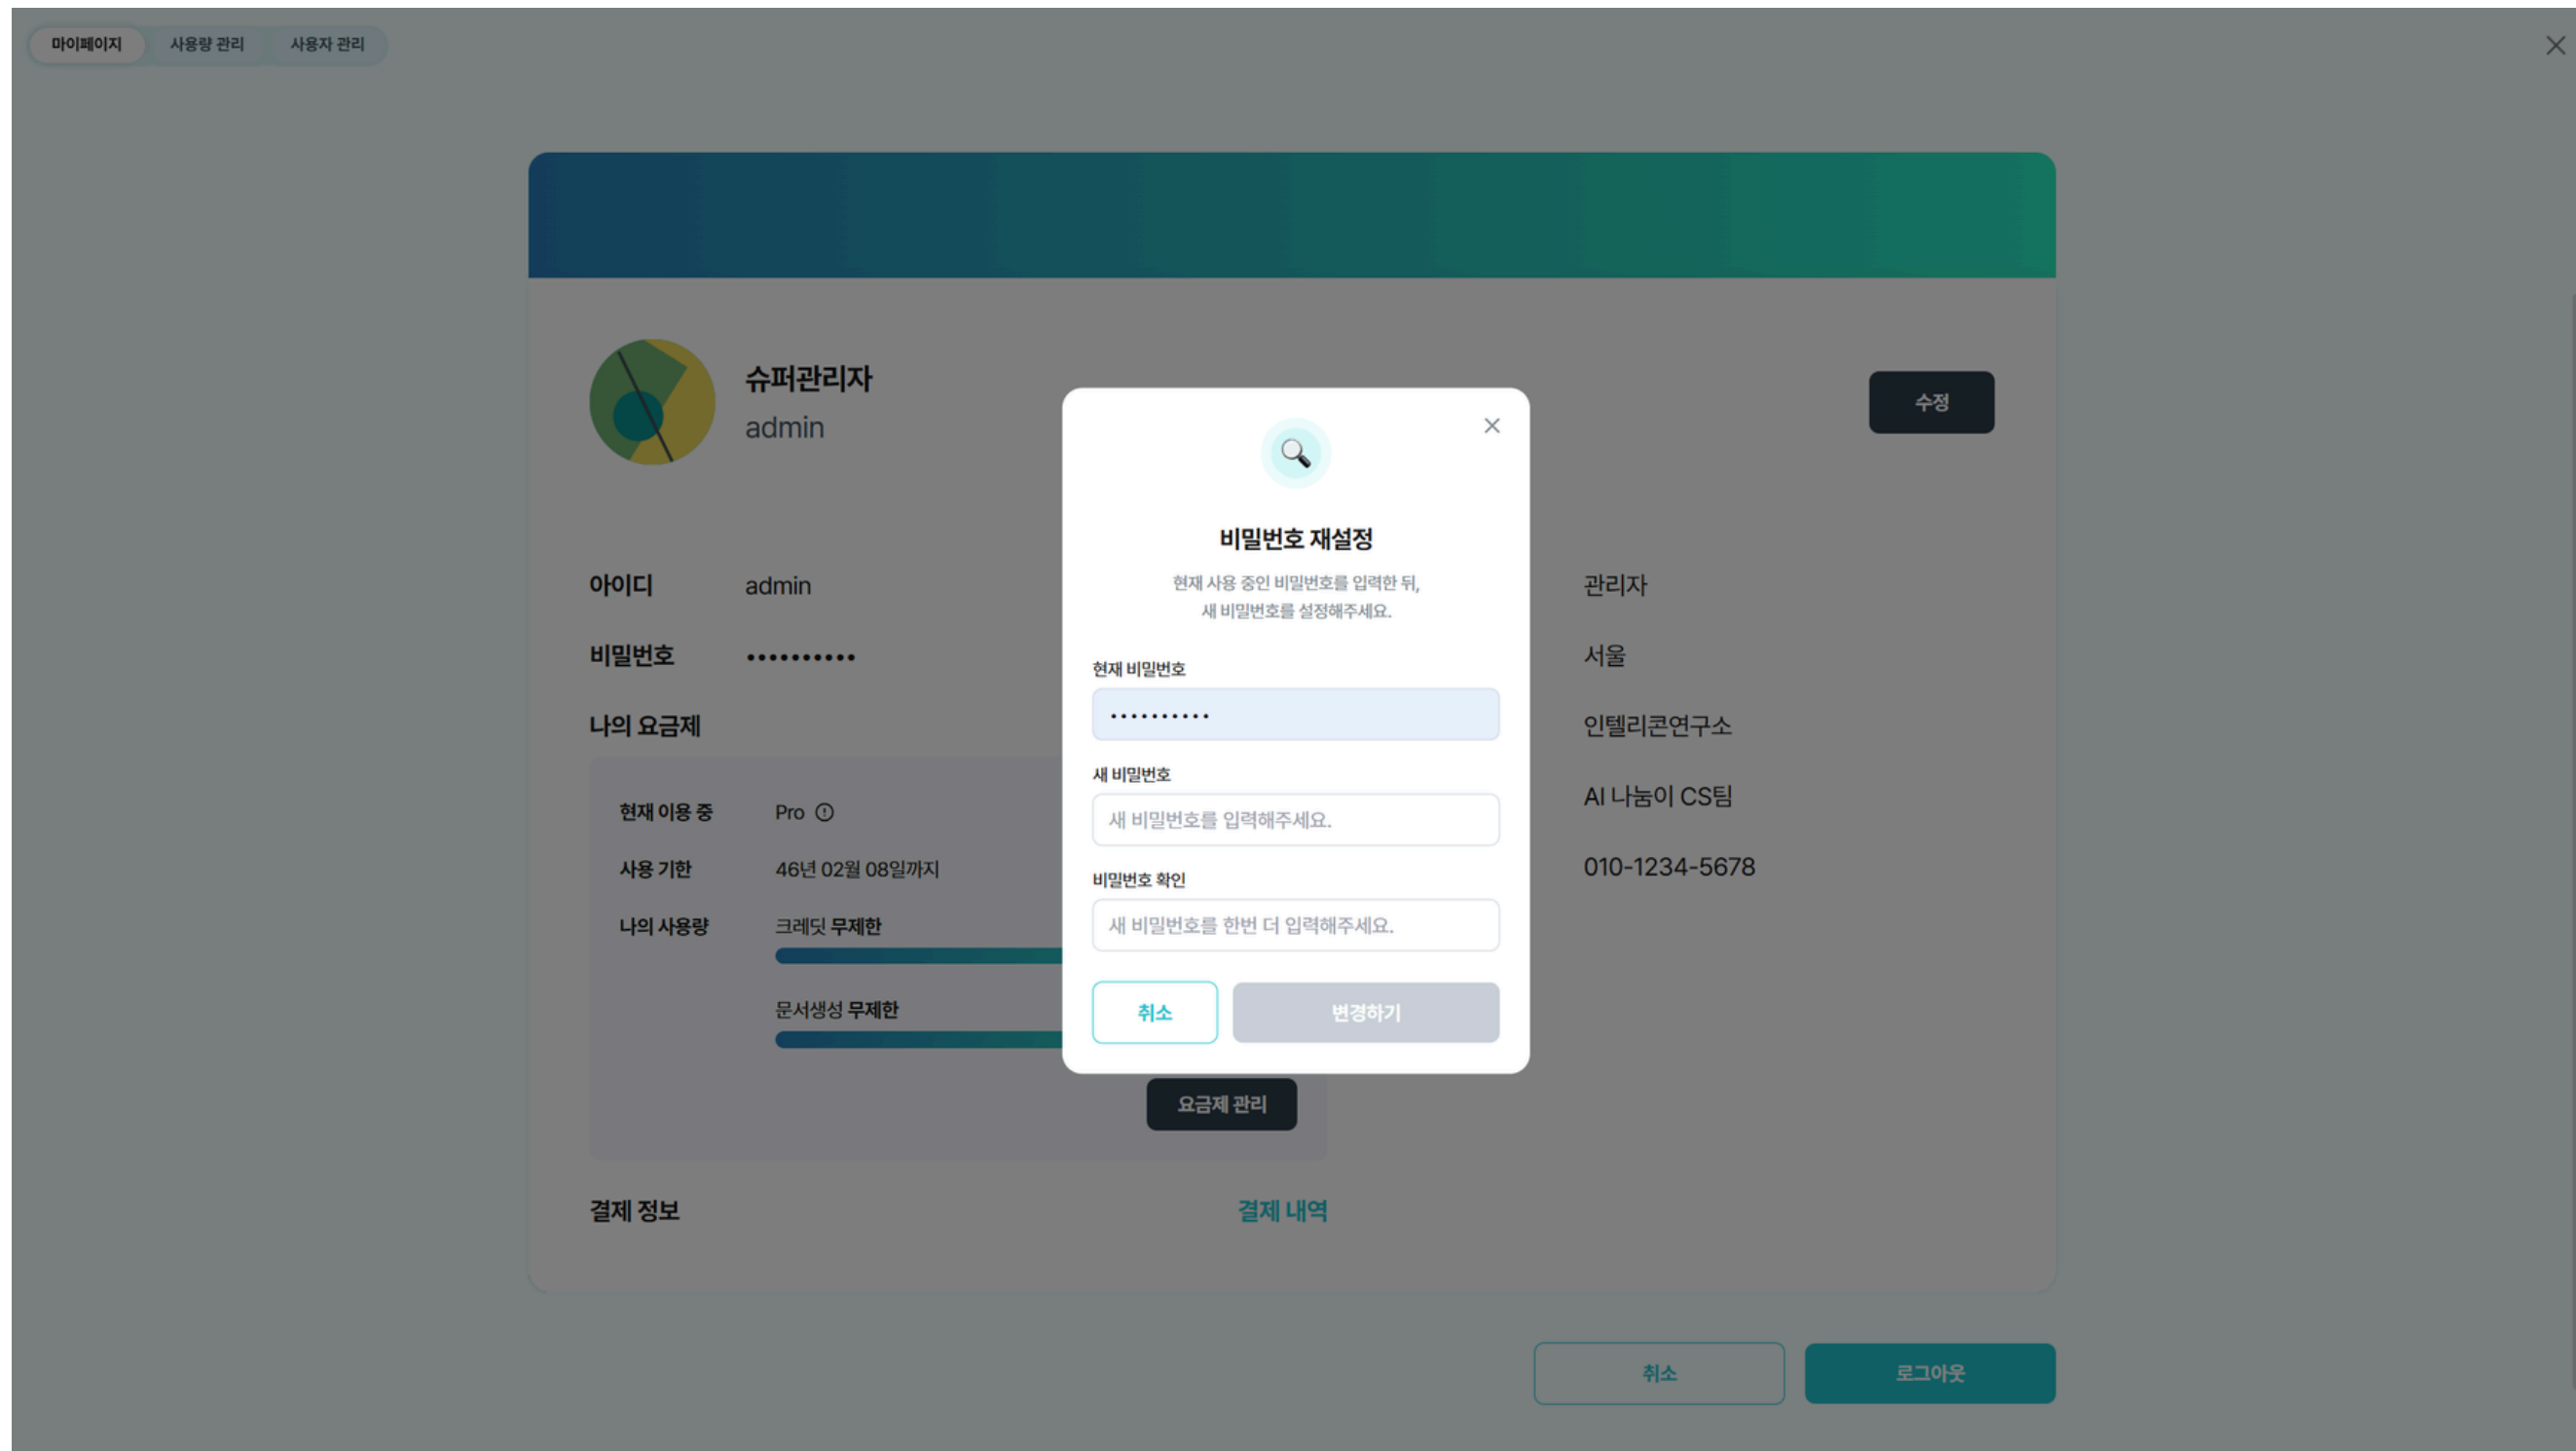 마이페이지
사용량 관리
사용자 관리
슈퍼관리자
admin
수정
아이디
admin
비밀번호
••••••••••
나의 요금제
현재 이용 중
Pro
사용 기한
46년 02월 08일까지
나의 사용량
크레딧 무제한
문서생성 무제한
요금제 관리
결제 정보
결제 내역
관리자
서울
인텔리콘연구소
AI 나눔이 CS팀
010-1234-5678
비밀번호 재설정
현재 사용 중인 비밀번호를 입력한 뒤,
새 비밀번호를 설정해주세요.
현재 비밀번호
••••••••••
새 비밀번호
새 비밀번호를 입력해주세요.
비밀번호 확인
새 비밀번호를 한번 더 입력해주세요.
취소
변경하기
취소
로그아웃